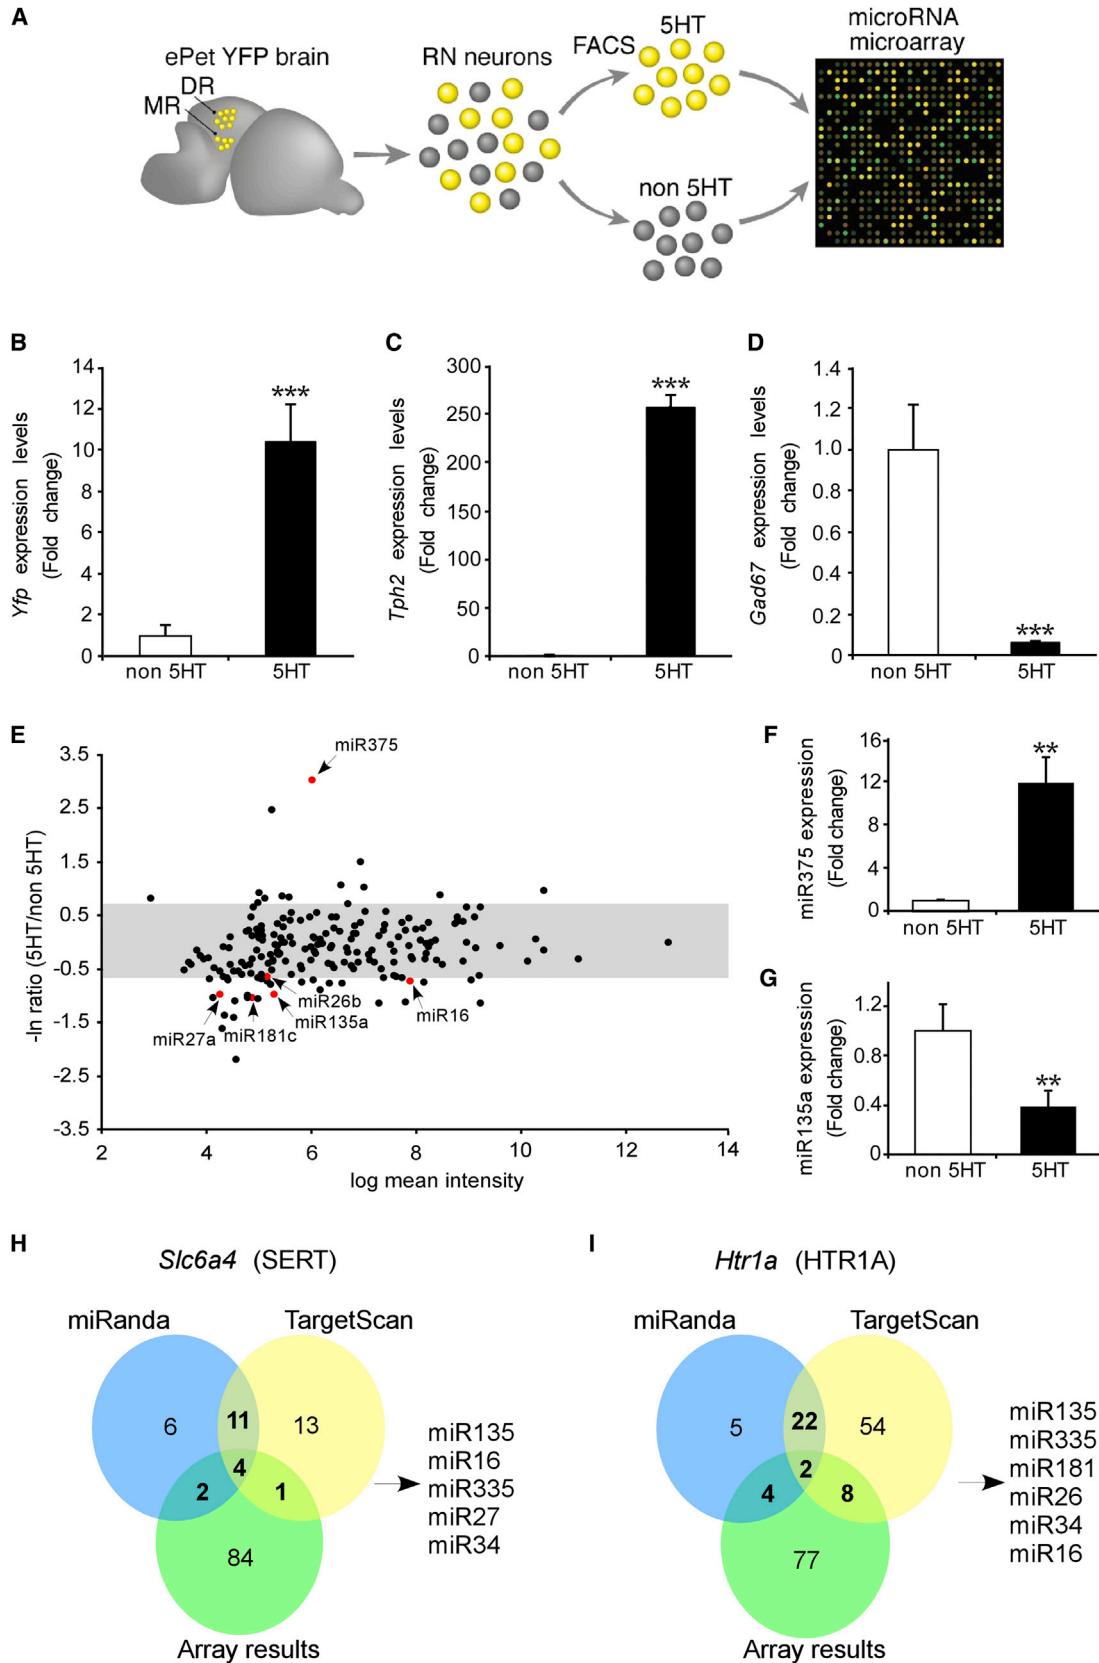 A
ePet YFP brain
DR
MR
RN neurons
FACS
5HT
non 5HT
microRNA
microarray
B
Yfp expression levels
(Fold change)
14
12
10
8
6
4
2
0
***
non 5HT
5HT
C
Tph2 expression levels
(Fold change)
300
250
200
150
100
50
0
***
non 5HT
5HT
D
Gad67 expression levels
(Fold change)
1.4
1.2
1.0
0.8
0.6
0.4
0.2
0
***
non 5HT
5HT
E
-ln ratio (5HT/non 5HT)
3.5
2.5
1.5
0.5
-0.5
-1.5
-2.5
-3.5
miR375
miR26b
miR135a
miR16
miR27a
miR181c
2
4
6
8
10
12
14
log mean intensity
F
miR375 expression
(Fold change)
16
12
8
4
0
**
non 5HT
5HT
G
miR135a expression
(Fold change)
1.2
0.8
0.4
0
**
non 5HT
5HT
H
Slc6a4 (SERT)
miRanda
TargetScan
6
11
13
4
2
1
84
Array results
miR135
miR16
miR335
miR27
miR34
I
Htr1a (HTR1A)
miRanda
TargetScan
5
22
54
2
4
8
77
Array results
miR135
miR335
miR181
miR26
miR34
miR16